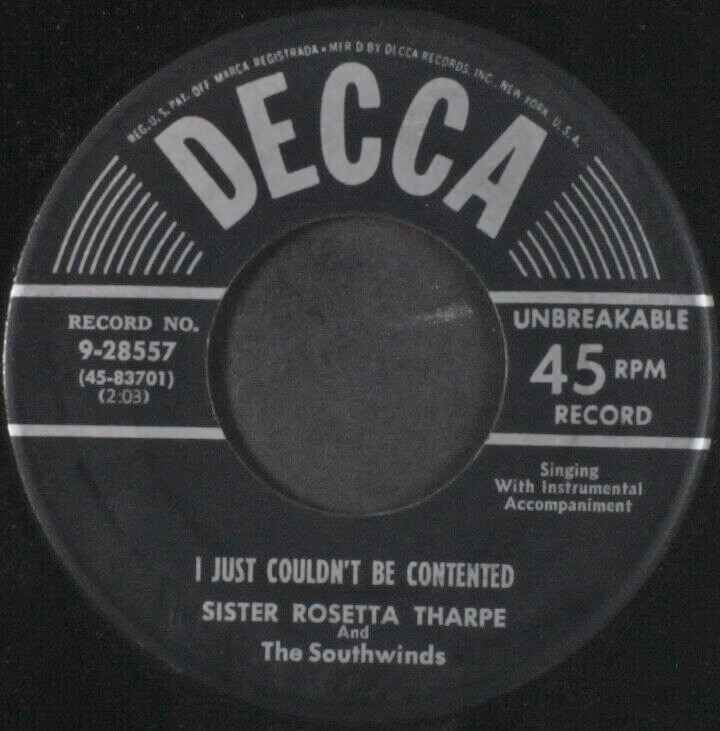 REG. U.S. PAT. OFF. MARCA REGISTRADA • MFR'D BY DECCA RECORDS, INC., NEW YORK, U.S.A.
DECCA
RECORD NO.
9-28557
(45-83701)
(2:03)
UNBREAKABLE
45 RPM
RECORD
Singing
With Instrumental
Accompaniment
I JUST COULDN'T BE CONTENTED
SISTER ROSETTA THARPE
And
The Southwinds